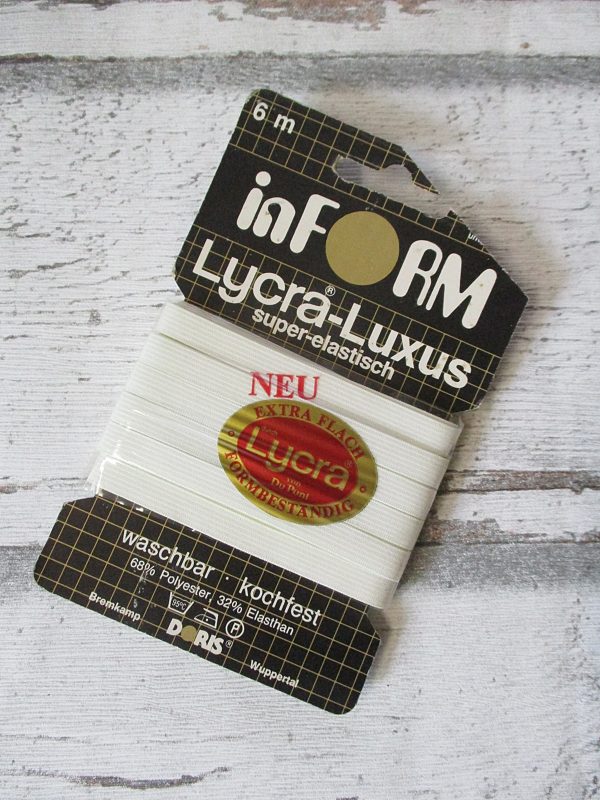 6 m
inFORM
Lycra®-Luxus
super-elastisch
NEU
EXTRA FLACH
Lycra®
von
Du Pont
FORMBESTÄNDIG
waschbar · kochfest
68% Polyester, 32% Elasthan
95°C P
Bremkamp DORIS® Wuppertal